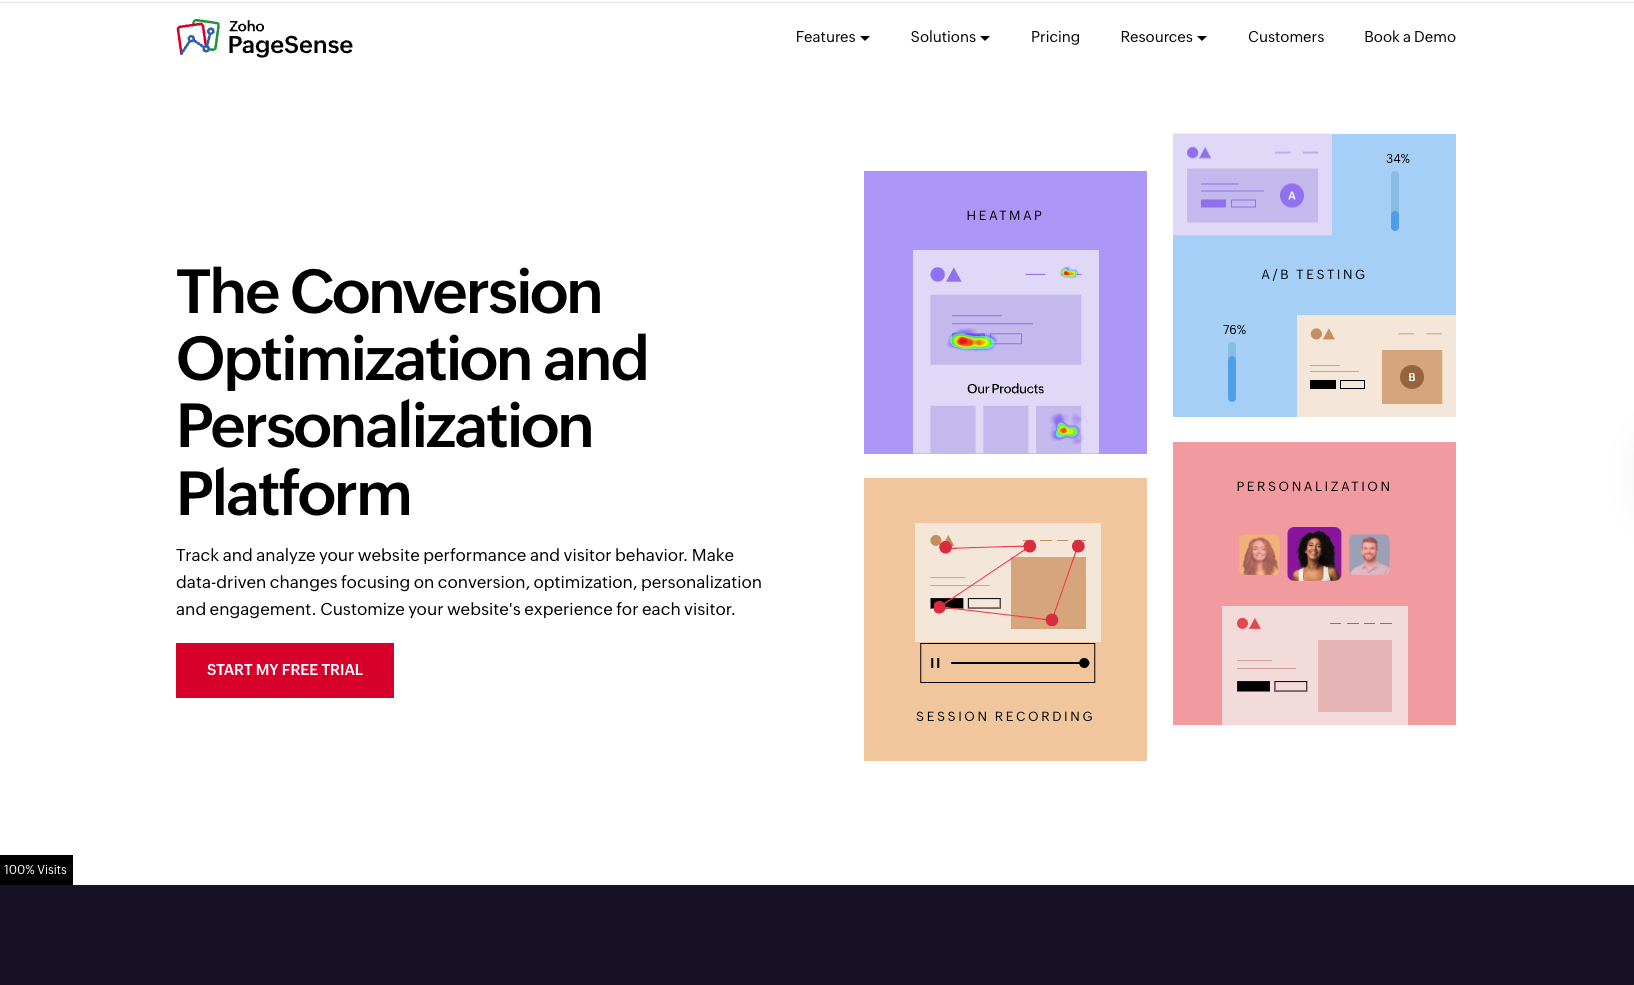 Zoho
PageSense
Features
Solutions
Pricing
Resources
Customers
Book a Demo
The Conversion
Optimization and
Personalization
Platform
Track and analyze your website performance and visitor behavior. Make
data-driven changes focusing on conversion, optimization, personalization
and engagement. Customize your website's experience for each visitor.
START MY FREE TRIAL
HEATMAP
Our Products
34%
A
A/B TESTING
76%
B
SESSION RECORDING
PERSONALIZATION
100% Visits